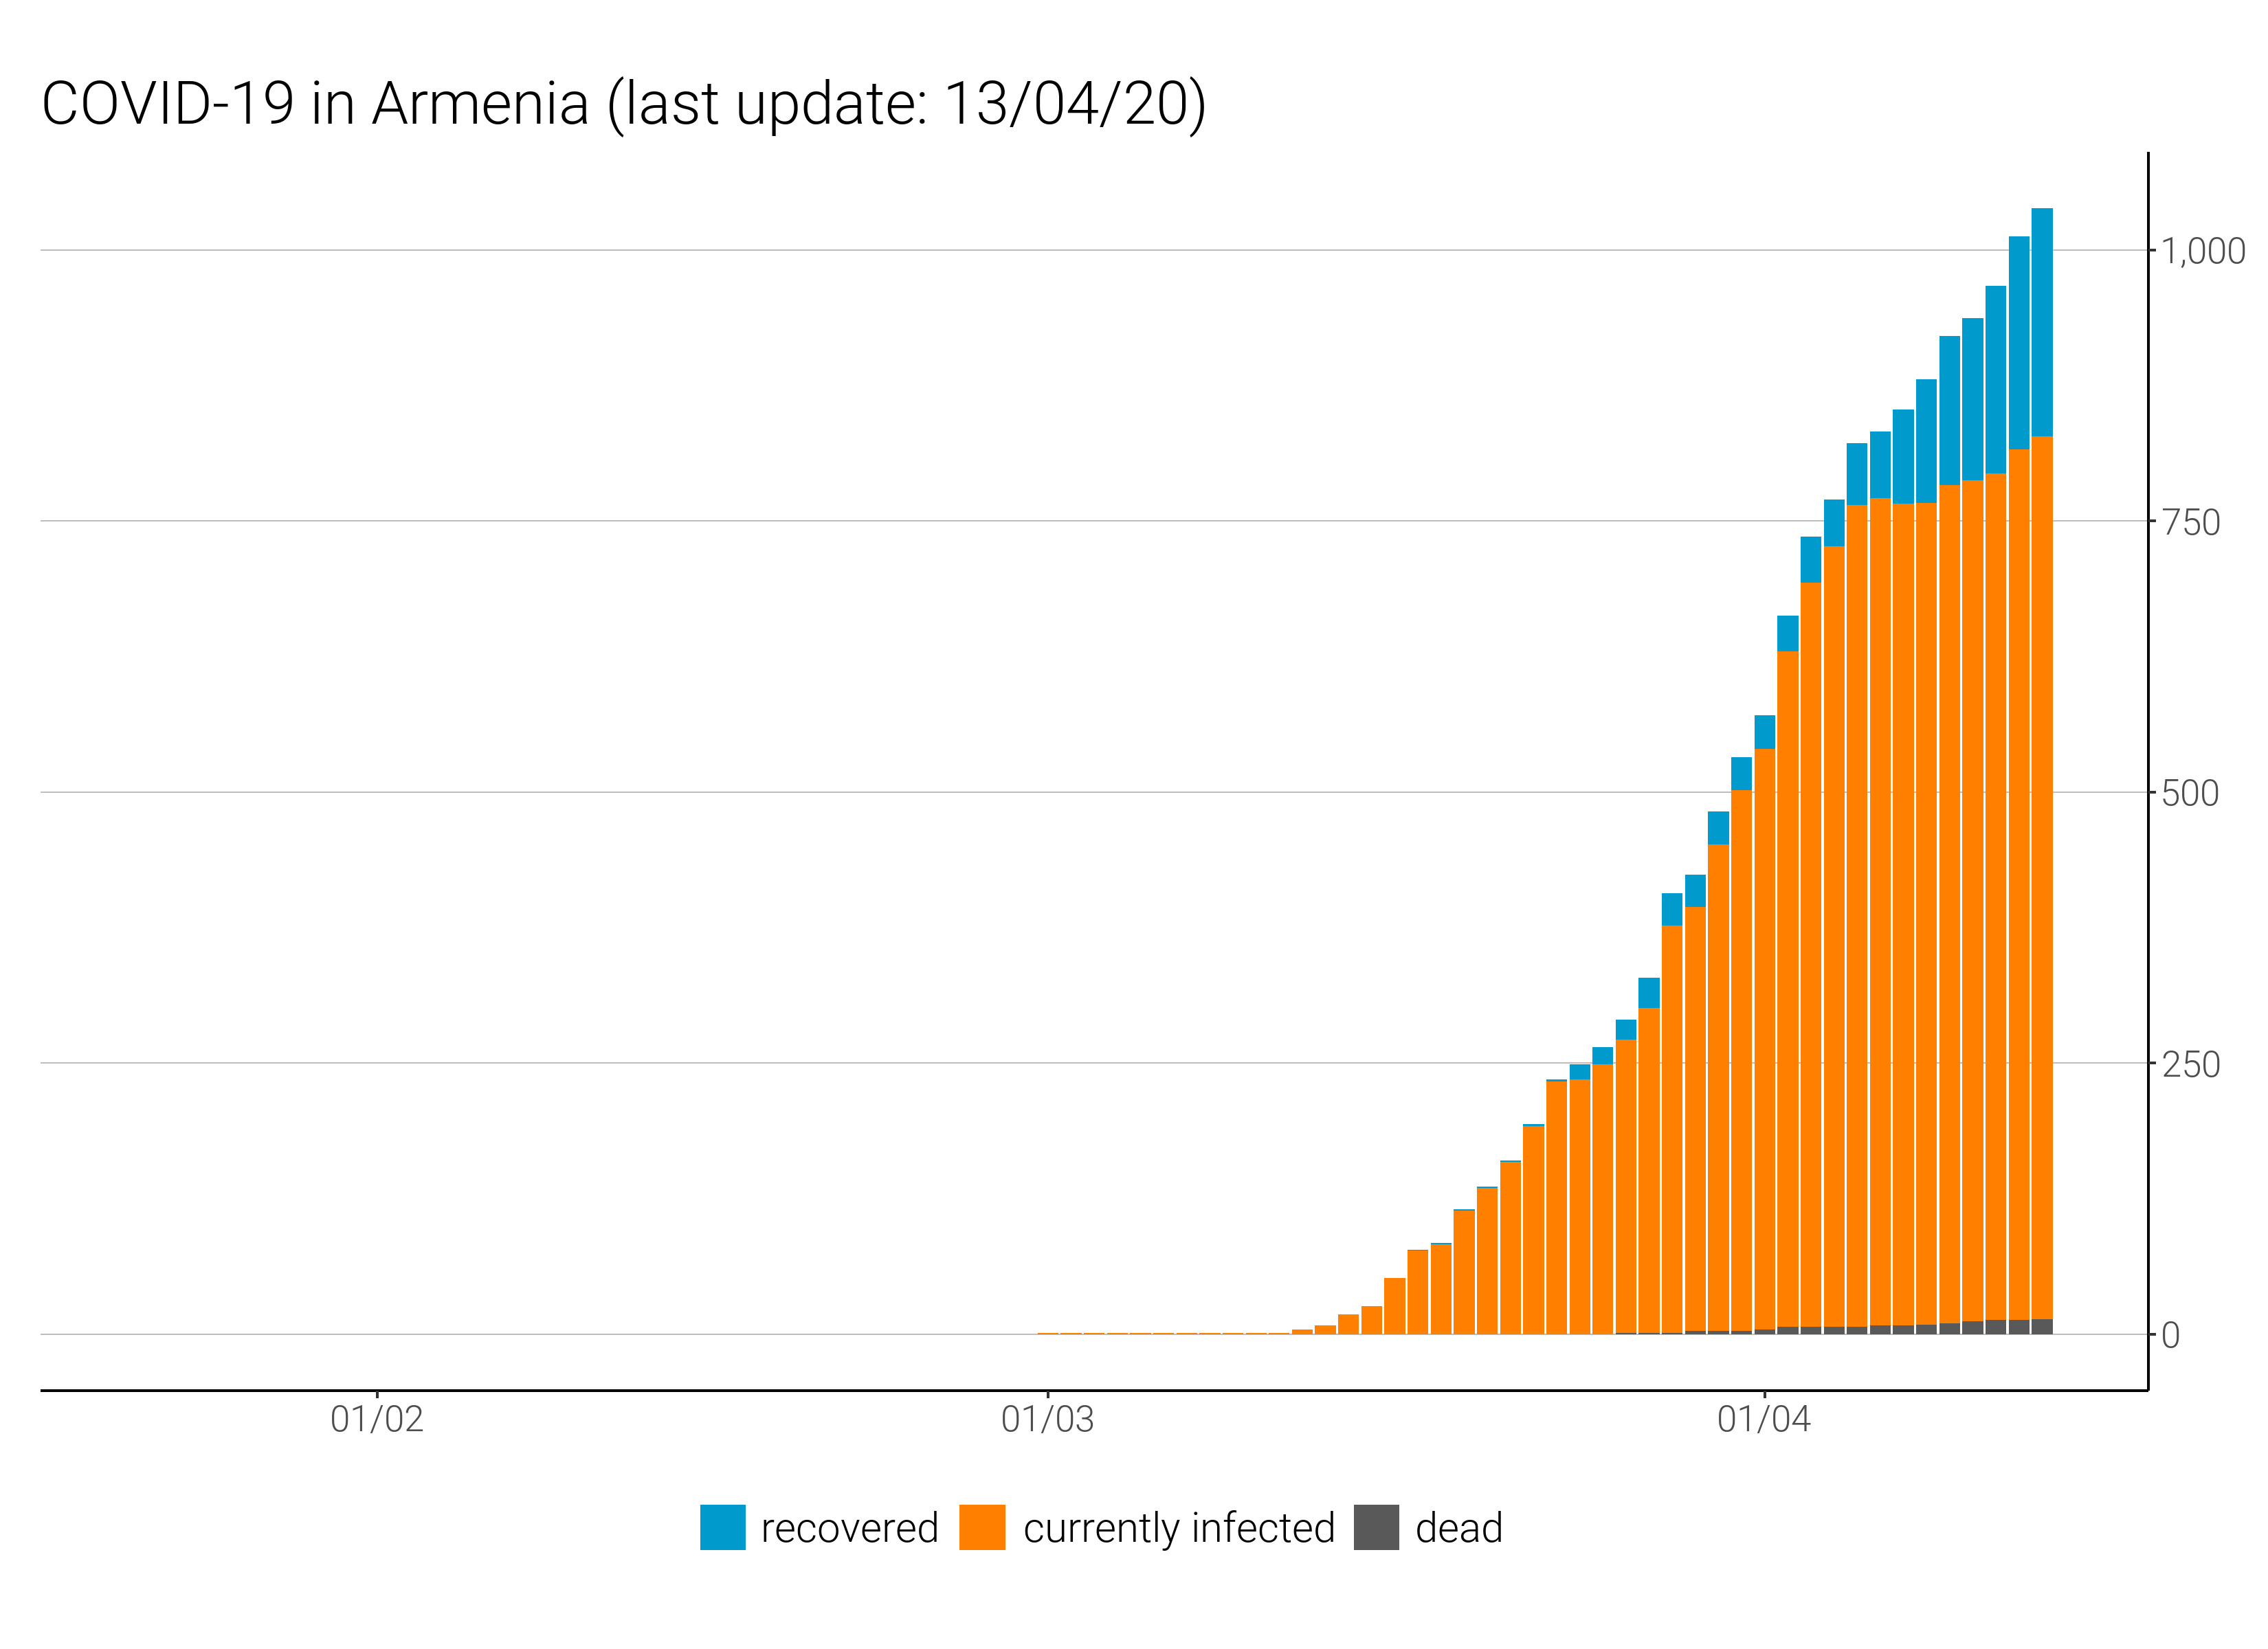 COVID-19 in Armenia (last update: 13/04/20)
1,000
750
500
250
0
01/02 01/03 01/04
recovered currently infected dead